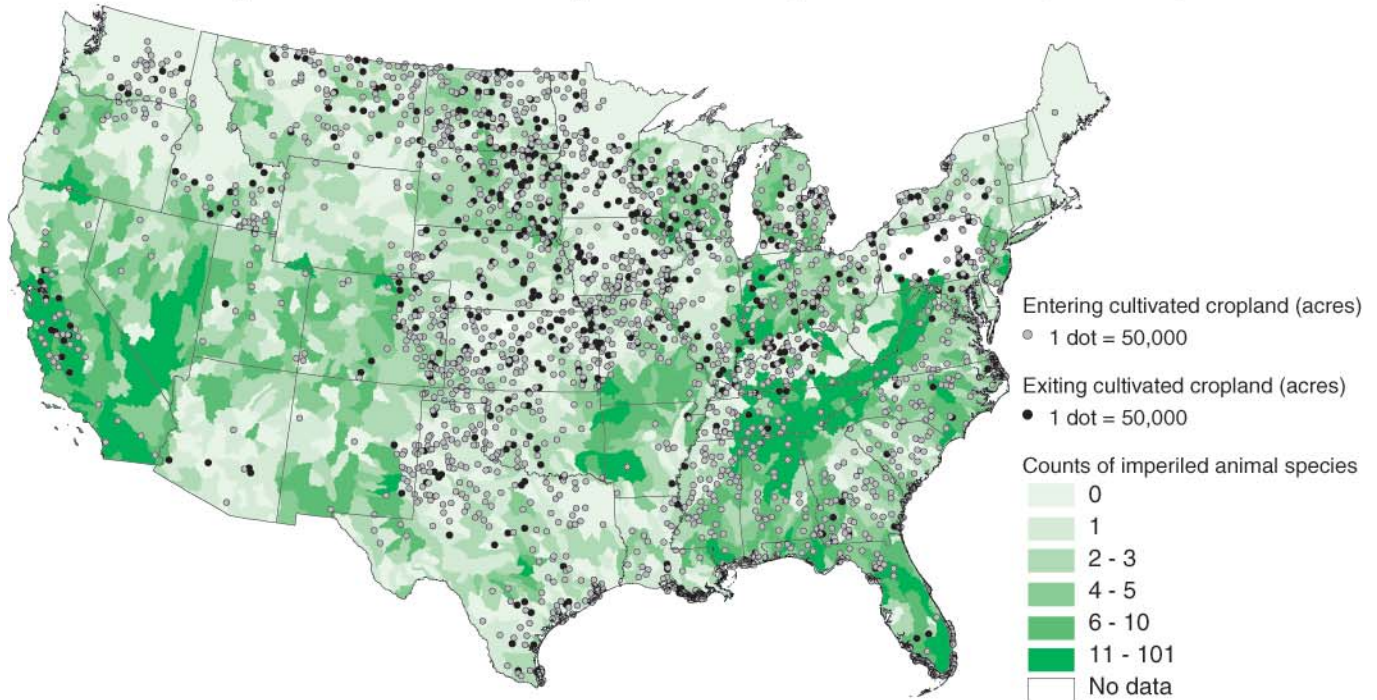 Entering cultivated cropland (acres)
1 dot = 50,000
Exiting cultivated cropland (acres)
1 dot = 50,000
Counts of imperiled animal species
0
1
2 - 3
4 - 5
6 - 10
11 - 101
No data